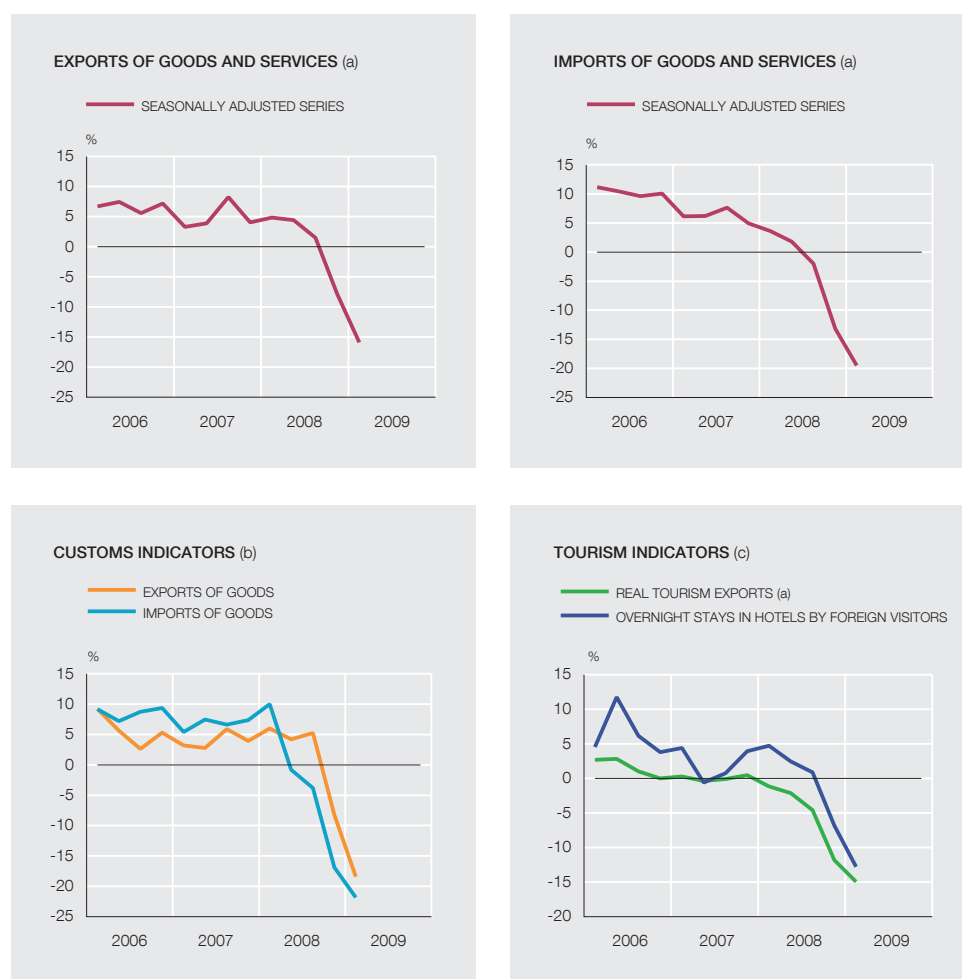 EXPORTS OF GOODS AND SERVICES (a)
SEASONALLY ADJUSTED SERIES
%
15
10
5
0
-5
-10
-15
-20
-25
2006 2007 2008 2009
IMPORTS OF GOODS AND SERVICES (a)
SEASONALLY ADJUSTED SERIES
%
15
10
5
0
-5
-10
-15
-20
-25
2006 2007 2008 2009
CUSTOMS INDICATORS (b)
EXPORTS OF GOODS
IMPORTS OF GOODS
%
15
10
5
0
-5
-10
-15
-20
-25
2006 2007 2008 2009
TOURISM INDICATORS (c)
REAL TOURISM EXPORTS (a)
OVERNIGHT STAYS IN HOTELS BY FOREIGN VISITORS
%
15
10
5
0
-5
-10
-15
-20
2006 2007 2008 2009